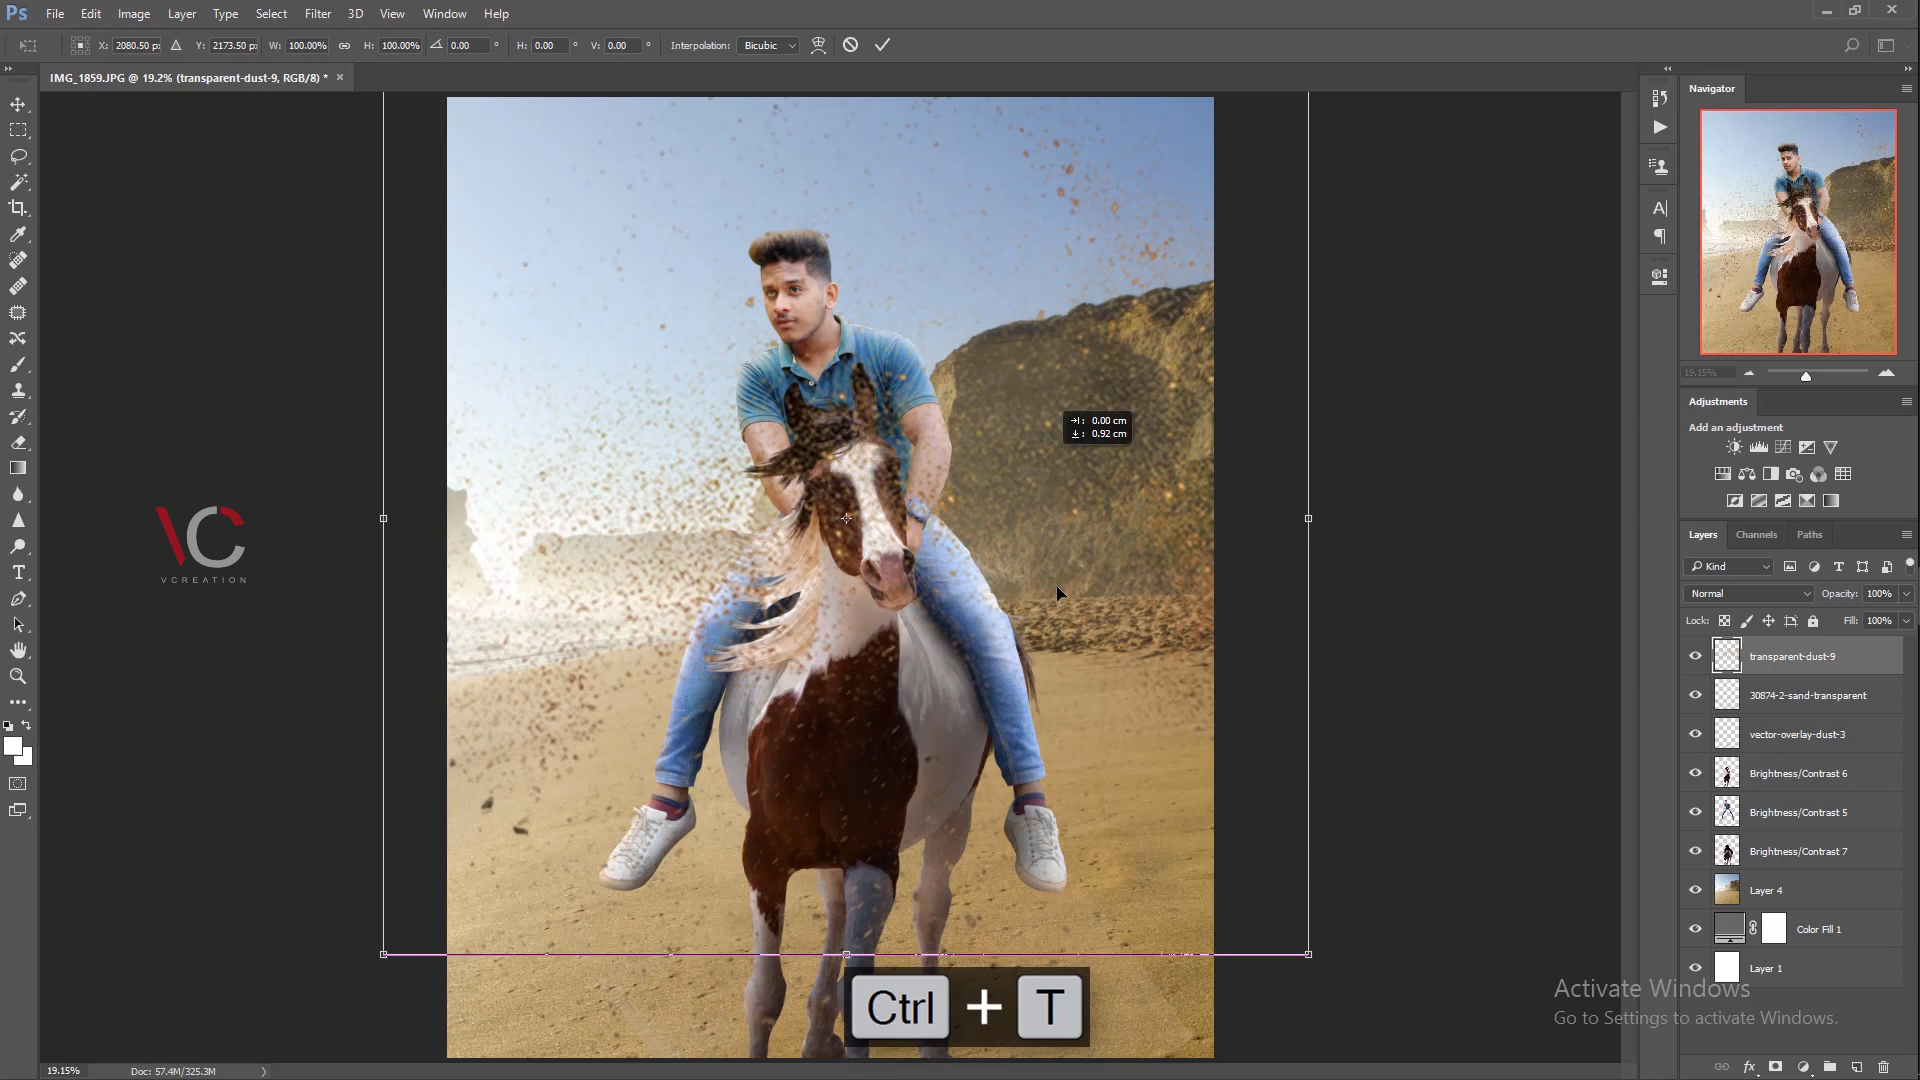 Ps File Edit Image Layer Type Select Filter 3D View Window Help
X: 2080.50 px Y: 2173.50 px W: 100.00% H: 100.00% 0.00 ° H: 0.00 ° V: 0.00 ° Interpolation: Bicubic
IMG_1859.JPG @ 19.2% (transparent-dust-9, RGB/8) * ×
Navigator
19.15%
Adjustments
Add an adjustment
0.00 cm
0.92 cm
VC
VCREATION
Layers Channels Paths
Kind
Normal Opacity: 100%
Lock: Fill: 100%
transparent-dust-9
30874-2-sand-transparent
vector-overlay-dust-3
Brightness/Contrast 6
Brightness/Contrast 5
Brightness/Contrast 7
Layer 4
Color Fill 1
Layer 1
Ctrl + T
Activate Windows
Go to Settings to activate Windows.
19.15% Doc: 57.4M/325.3M